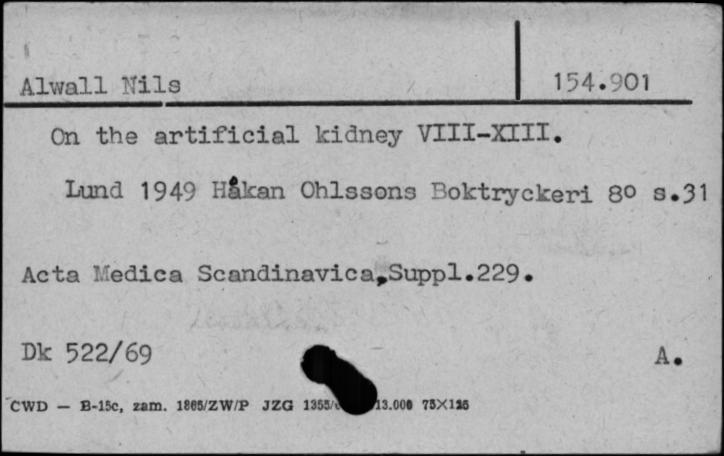 Alwall Nils 154.901
On the artificial kidney VIII-XIII.
Lund 1949 Håkan Ohlssons Boktryckeri 8o s.31
Acta Medica Scandinavica,Suppl.229.
Dk 522/69 A.
CWD — B-15c, zam. 1865/ZW/P JZG 1355/ 13.000 75X125